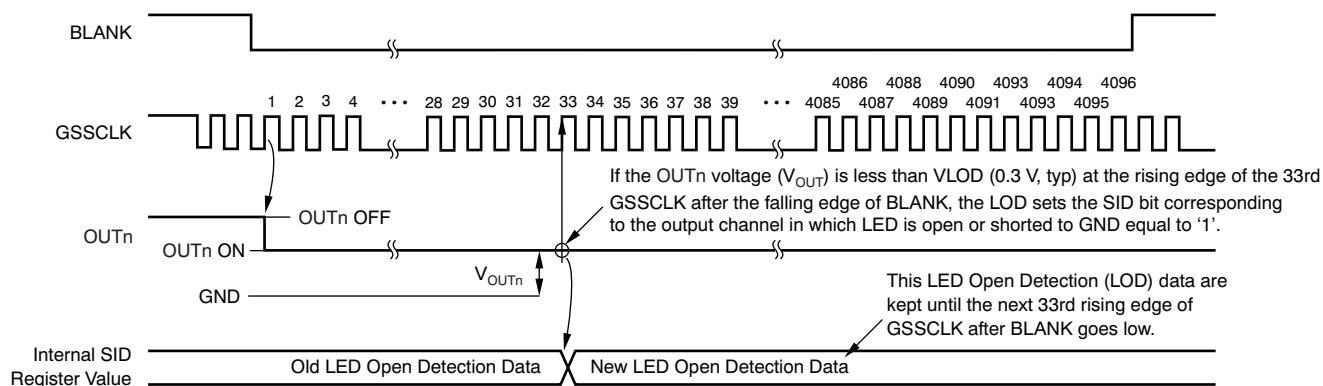 BLANK
4086 4088 4090 4093 4094 4096
1 2 3 4 ••• 28 29 30 31 32 33 34 35 36 37 38 39 ••• 4085 4087 4089 4091 4093 4095
GSSCLK
If the OUTn voltage (VOUT) is less than VLOD (0.3 V, typ) at the rising edge of the 33rd
GSSCLK after the falling edge of BLANK, the LOD sets the SID bit corresponding
to the output channel in which LED is open or shorted to GND equal to ‘1’.
OUTn OFF
OUTn
OUTn ON
VOUTn
GND
This LED Open Detection (LOD) data are
kept until the next 33rd rising edge of
GSSCLK after BLANK goes low.
Internal SID
Register Value
Old LED Open Detection Data
New LED Open Detection Data